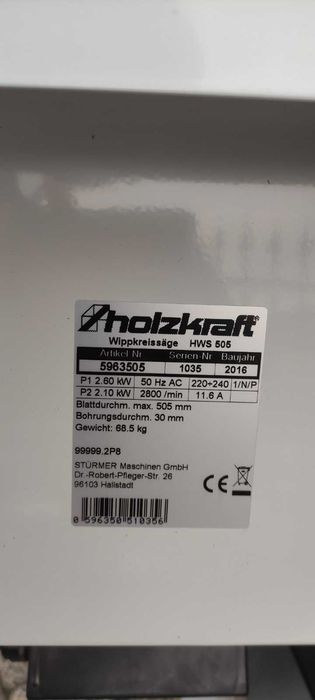 holzkraft®
Wippkreissäge HWS 505
Artikel Nr. Serien-Nr. Baujahr
5963505 1035 2016
P1 2.60 kW 50 Hz AC 220÷240 1/N/P
P2 2.10 kW 2800 /min 11.6 A
Blattdurchm. max. 505 mm
Bohrungsdurchm. 30 mm
Gewicht: 68.5 kg
99999.2P8
STÜRMER Maschinen GmbH
Dr.-Robert-Pfleger-Str. 26
96103 Hallstadt
CE
0 596350 510356